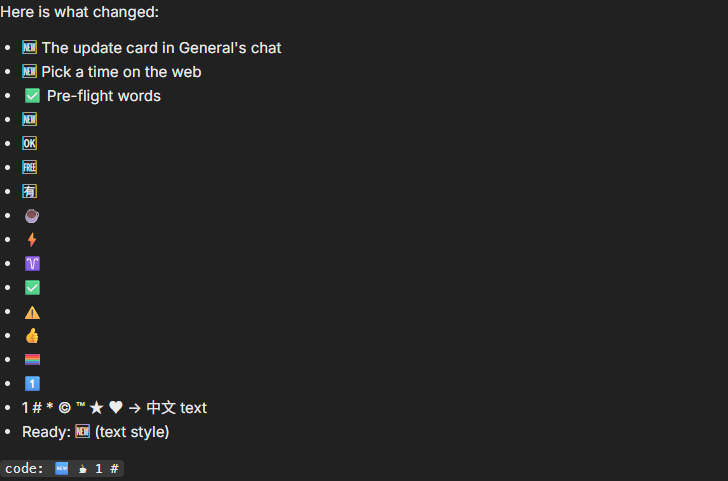 Here is what changed:
• 🆕 The update card in General's chat
• 🆕 Pick a time on the web
• ✅ Pre-flight words
• 🆕
• 🆗
• 🆓
• 🈶
• ☕
• ⚡
• ♈
• ✅
• ⚠️
• 👍
• 🏳️‍🌈
• 1️⃣
• 1 # * © ™ ★ ♥ → 中文 text
• Ready: 🆕 (text style)
code: 🆕 ☕ 1 #